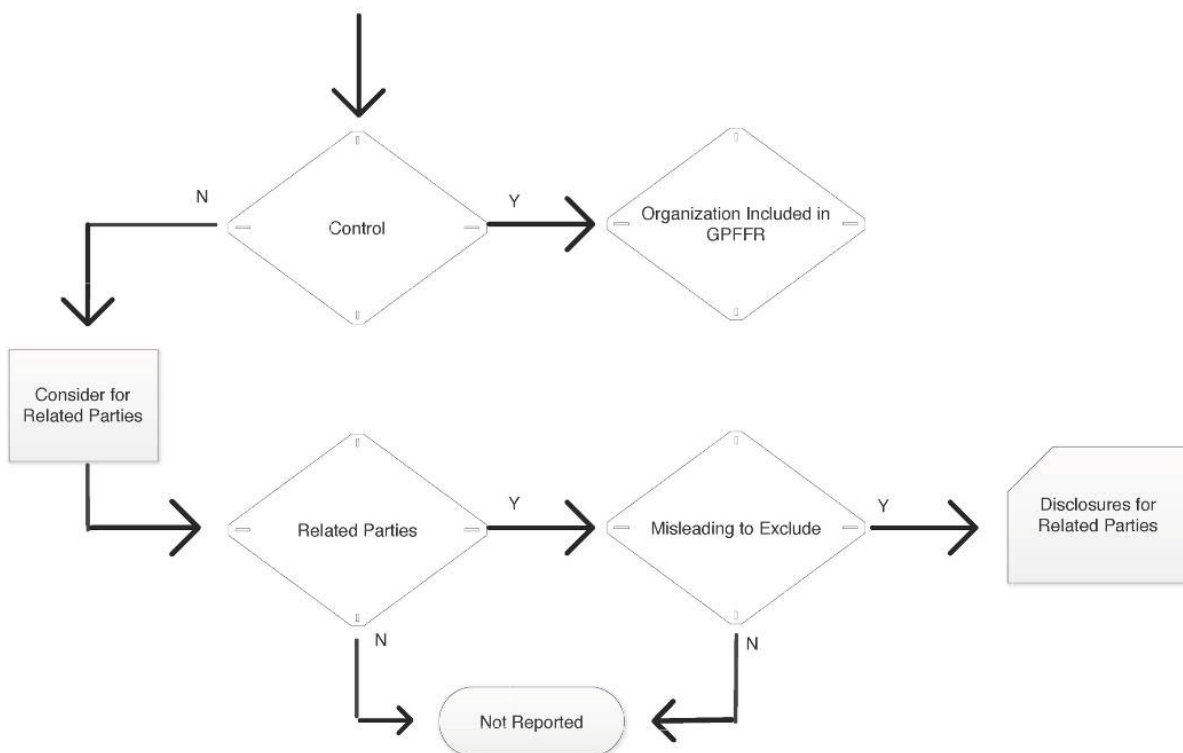 N
Control
Y
Organization Included in
GPFFR
Consider for
Related Parties
Related Parties
Y
Misleading to Exclude
Y
Disclosures for
Related Parties
N
N
Not Reported